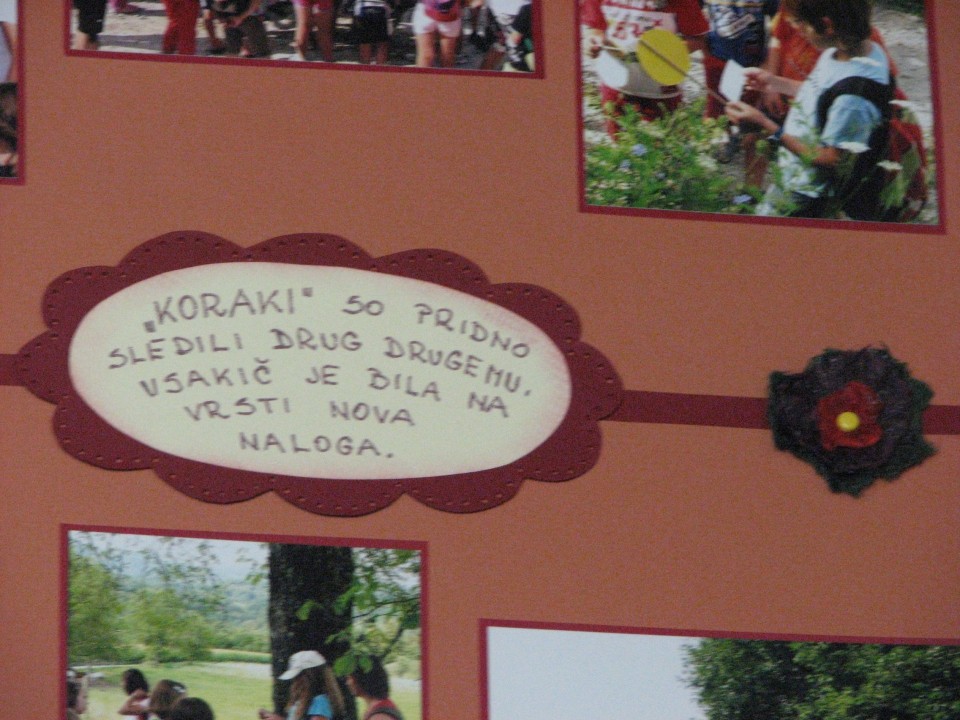 „KORAKI" SO PRIDNO
SLEDILI DRUG DRUGEMU,
VSAKIČ JE BILA NA
VRSTI NOVA
NALOGA.